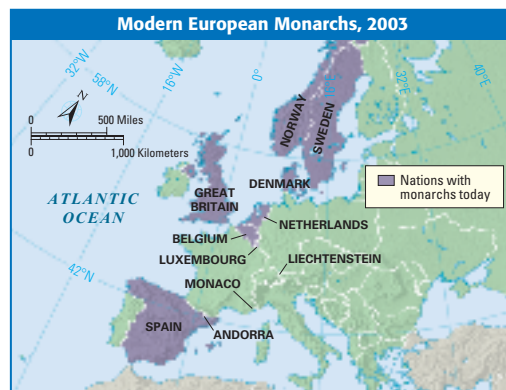 Modern European Monarchs, 2003
32°W
58°N
16°W
0°
16°E
32°E
40°E
N
0 500 Miles
0 1,000 Kilometers
NORWAY
SWEDEN
Nations with
monarchs today
DENMARK
GREAT
BRITAIN
ATLANTIC
OCEAN
NETHERLANDS
BELGIUM
LUXEMBOURG
LIECHTENSTEIN
42°N
MONACO
SPAIN
ANDORRA